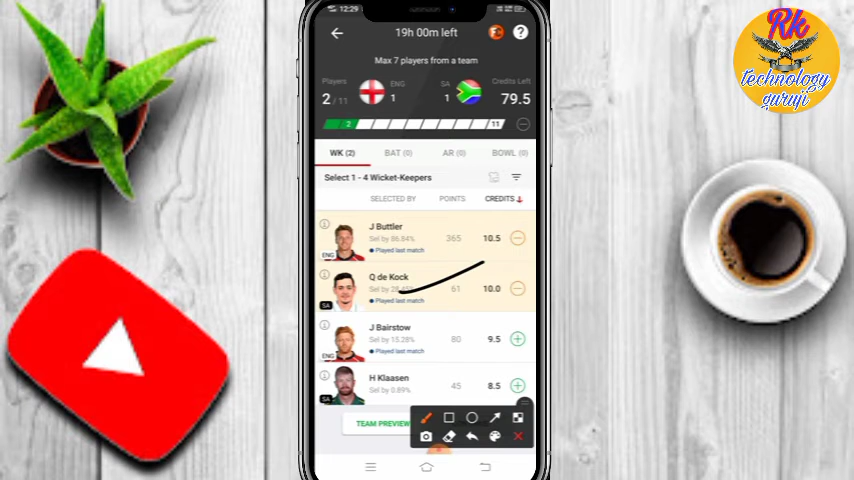 12:29
19h 00m left
Max 7 players from a team
Players
2 / 11
ENG
1
SA
1
Credits Left
79.5
2
11
WK (2) BAT (0) AR (0) BOWL (0)
Select 1 - 4 Wicket-Keepers
SELECTED BY POINTS CREDITS
J Buttler
Sel by 86.84% 365 10.5
Played last match
ENG
Q de Kock
Sel by 61 10.0
Played last match
SA
J Bairstow
Sel by 15.28% 80 9.5
Played last match
ENG
H Klaasen
Sel by 0.89% 45 8.5
SA
TEAM PREVIEW
Rk
technology
guruji